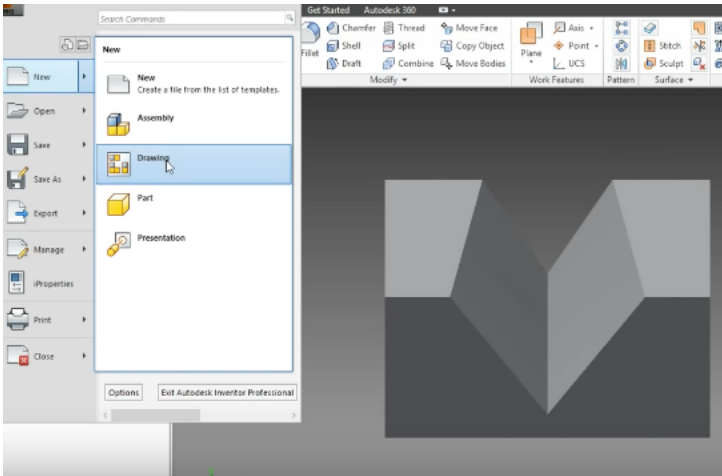 PRO
Search Commands
Get Started Autodesk 360
Chamfer Thread Move Face
Fillet
Shell Split Copy Object
Draft Combine Move Bodies
Modify
Plane
Axis
Point
UCS
Work Features
Pattern
Stitch
Sculpt
Surface
New
Open
Save
Save As
Export
Manage
iProperties
Print
Close
New
New
Create a file from the list of templates.
Assembly
Drawing
Part
Presentation
Options Exit Autodesk Inventor Professional